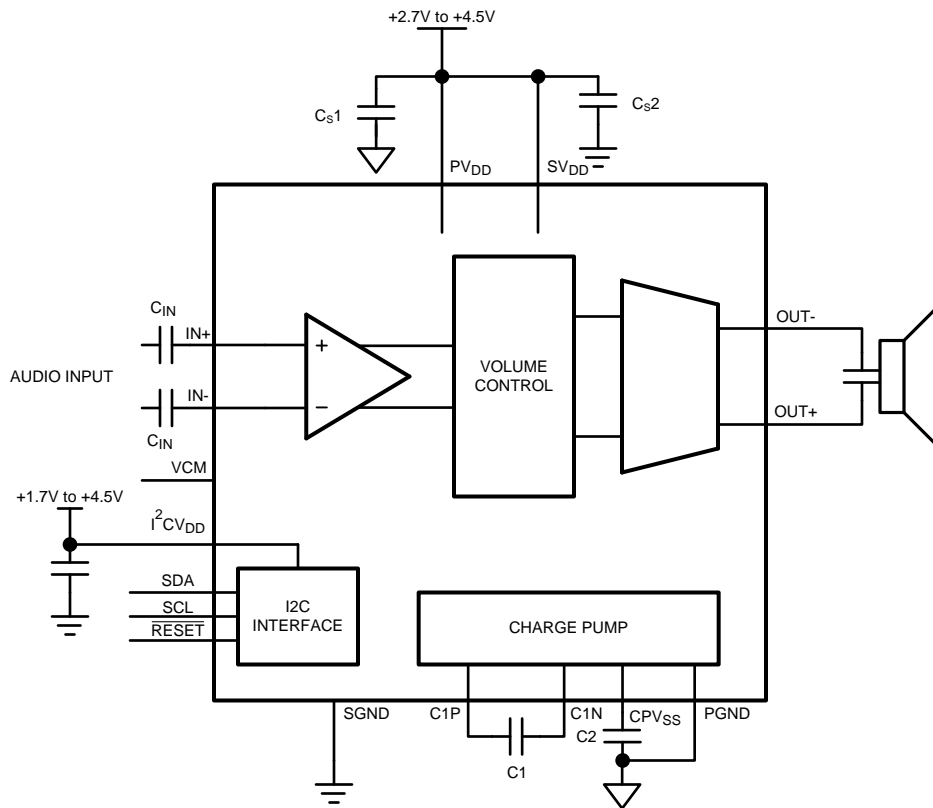 +2.7V to +4.5V
CS1
CS2
PVDD
SVDD
CIN
IN+
AUDIO INPUT
IN-
CIN
+
−
VOLUME
CONTROL
OUT-
OUT+
VCM
+1.7V to +4.5V
I2CVDD
SDA
SCL
RESET
I2C
INTERFACE
CHARGE PUMP
SGND
C1P
C1N
CPVSS
PGND
C2
C1